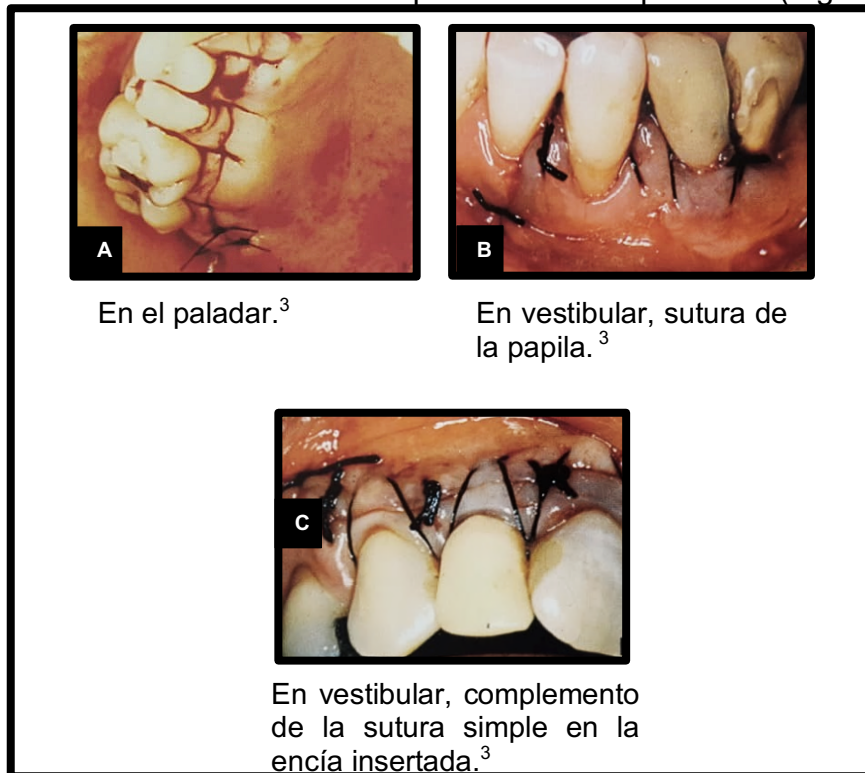 A
B
En el paladar.³
En vestibular, sutura de
la papila. ³
C
En vestibular, complemento
de la sutura simple en la
encía insertada.³